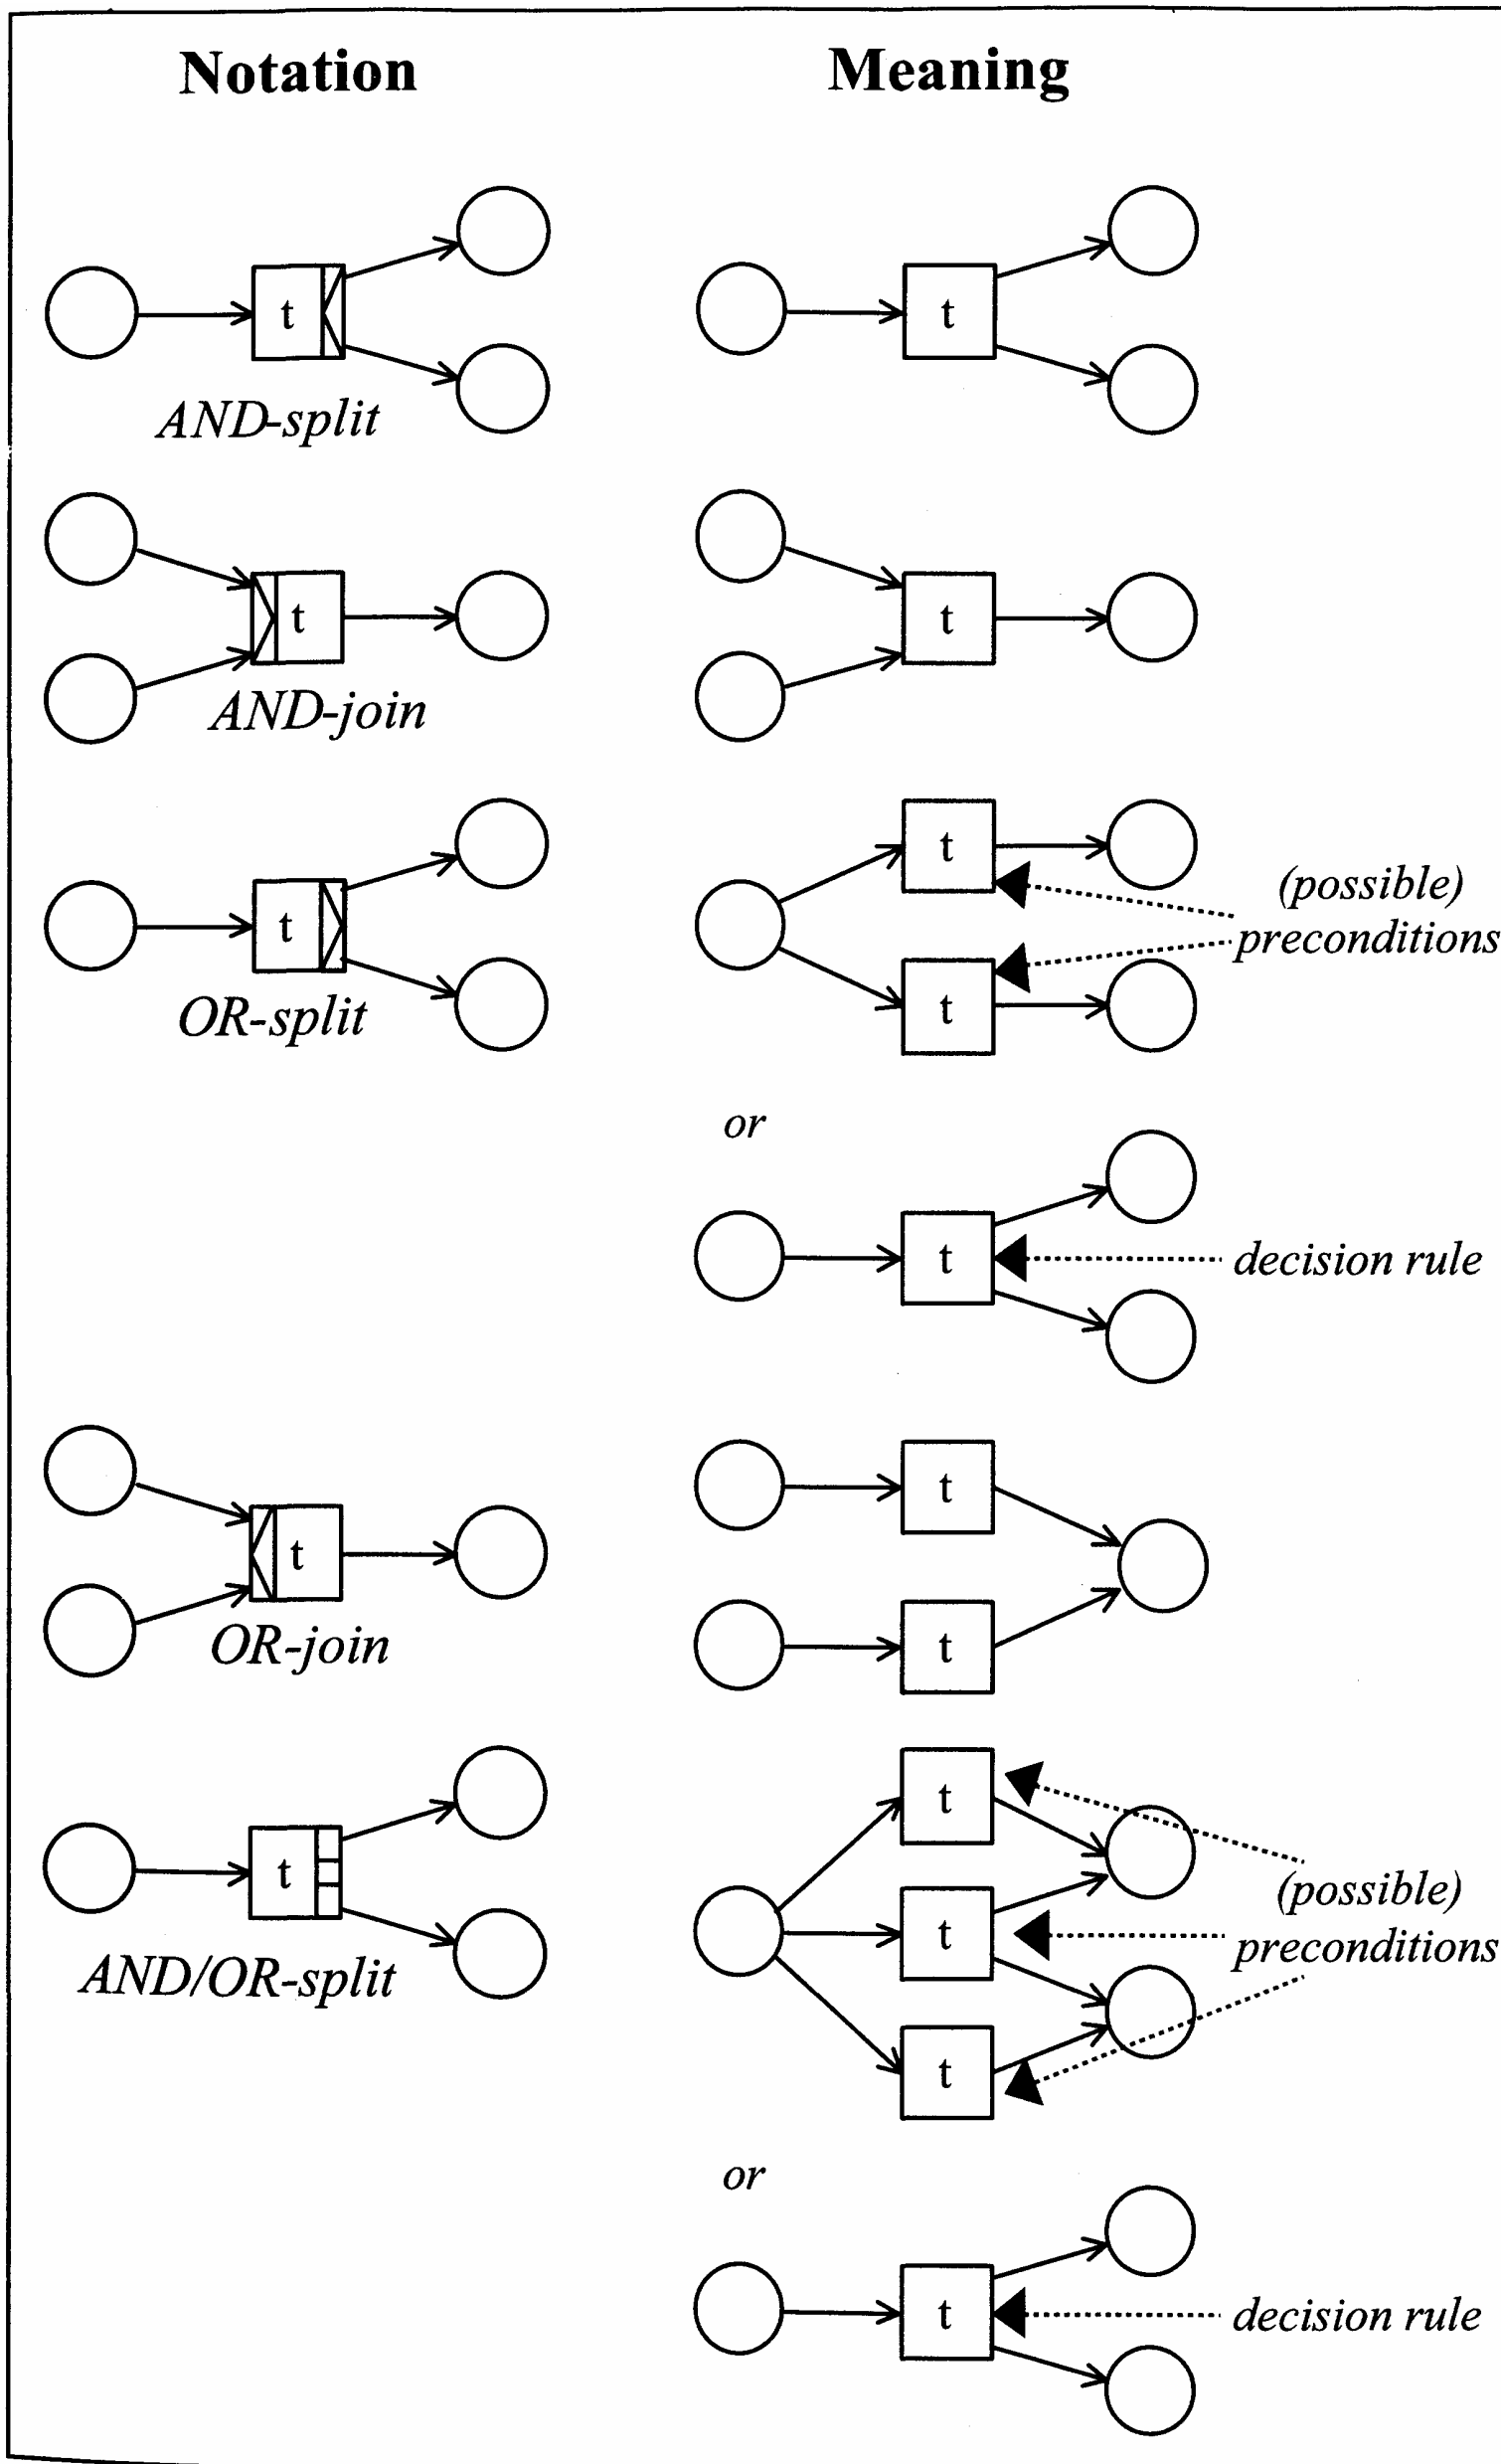 Notation Meaning
t t
AND-split
t t
AND-join
t
(possible)
t preconditions
t
OR-split
or
t decision rule
t
t
OR-join
t
t
(possible)
t t preconditions
AND/OR-split
t
or
t decision rule